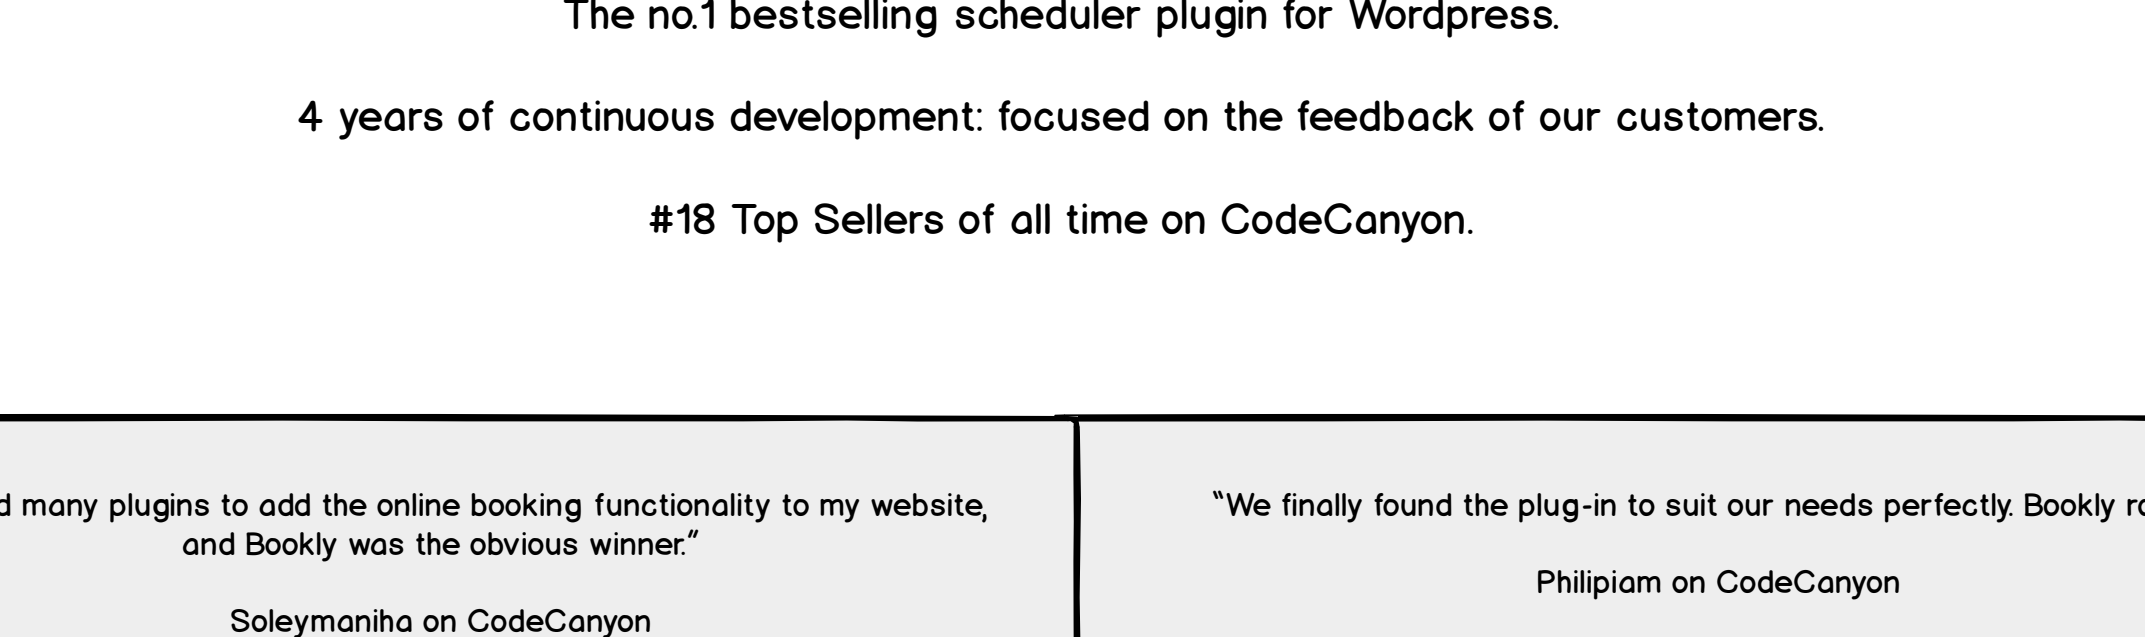 The no.1 bestselling scheduler plugin for Wordpress.
4 years of continuous development: focused on the feedback of our customers.
#18 Top Sellers of all time on CodeCanyon.
many plugins to add the online booking functionality to my website,
and Bookly was the obvious winner.”
Soleymaniha on CodeCanyon
“We finally found the plug-in to suit our needs perfectly. Bookly
Philipiam on CodeCanyon